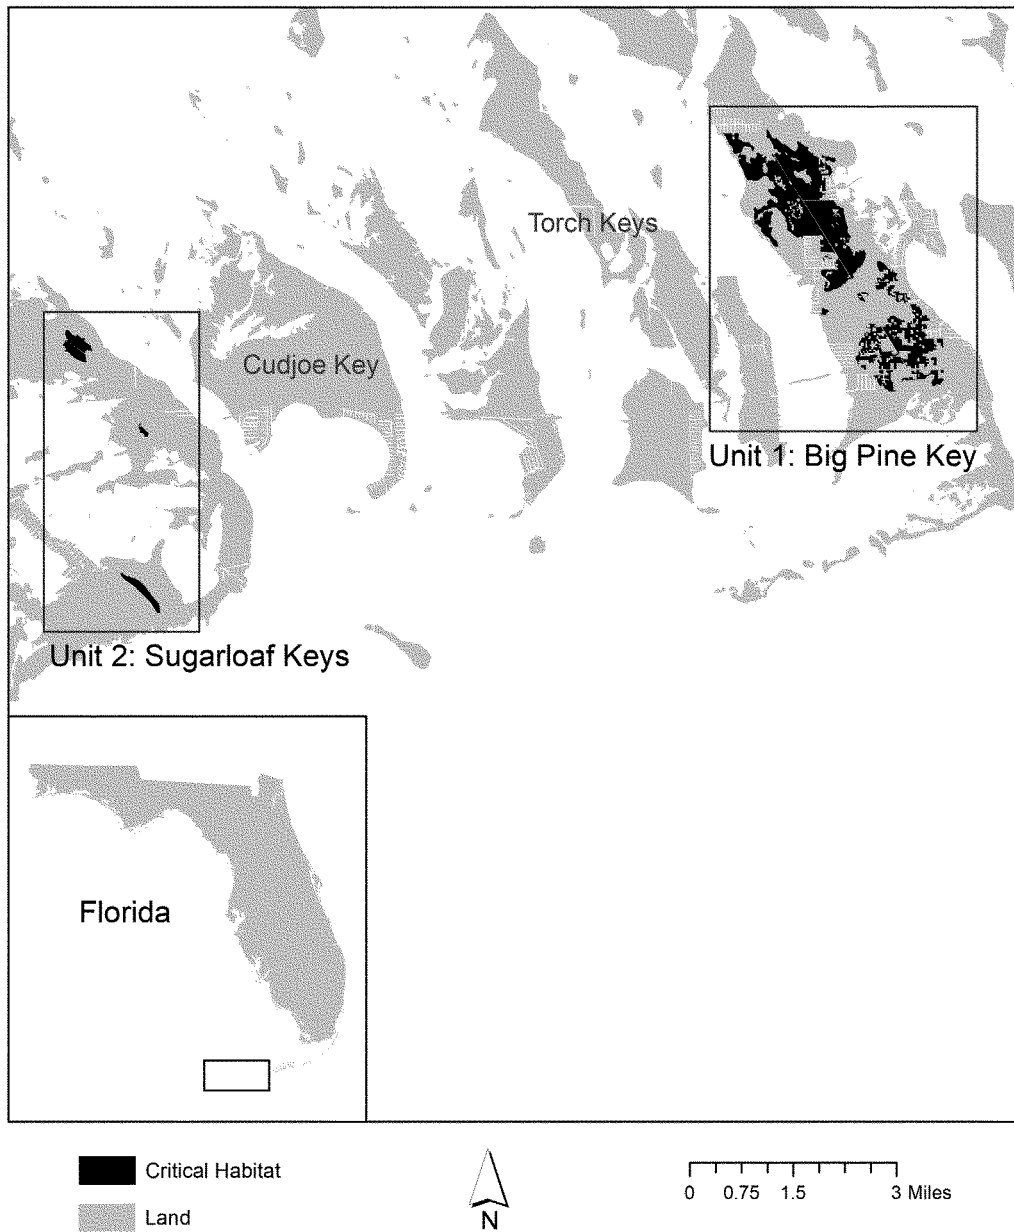 Torch Keys
Cudjoe Key
Unit 1: Big Pine Key
Unit 2: Sugarloaf Keys
Florida
Critical Habitat
Land
N
0 0.75 1.5 3 Miles